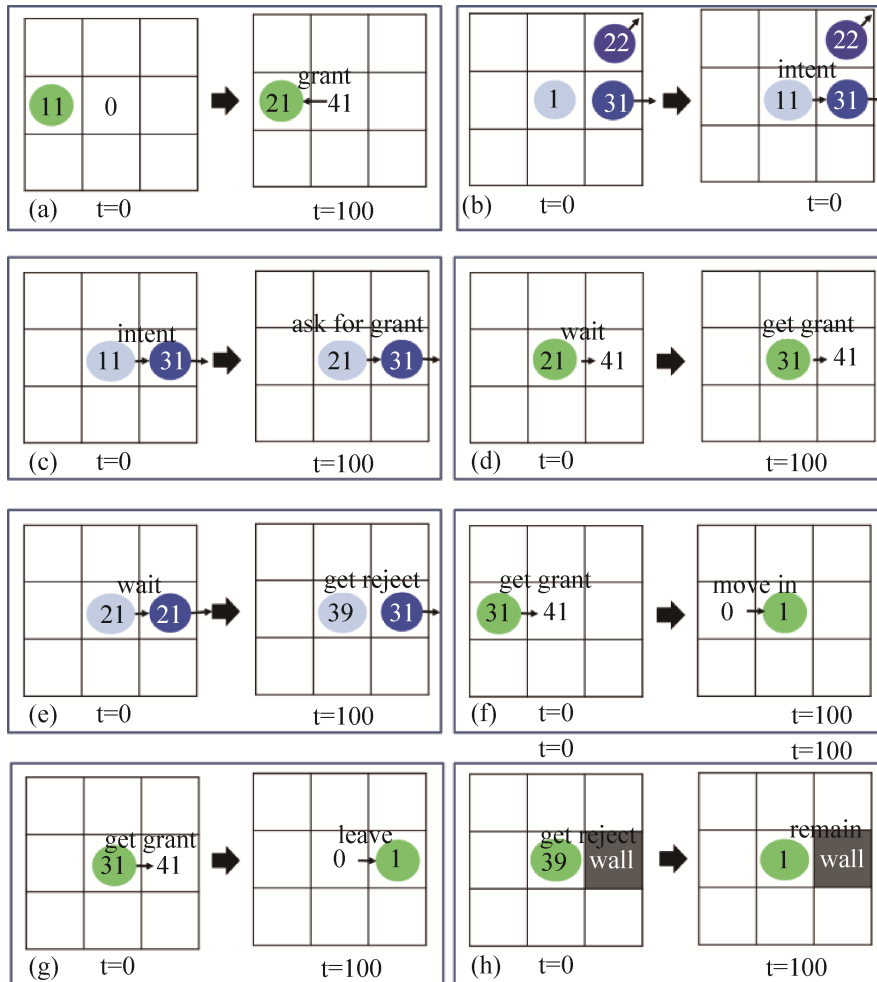 11 0
grant
21 41
(a) t=0 t=100
22
1 31
22
intent
11 31
(b) t=0 t=0
intent
11 31
ask for grant
21 31
(c) t=0 t=100
wait
21 41
get grant
31 41
(d) t=0 t=100
wait
21 21
get reject
39 31
(e) t=0 t=100
get grant
31 41
move in
0 1
(f) t=0 t=100
t=0 t=100
get grant
31 41
leave
0 1
(g) t=0 t=100
get reject
39 wall
remain
1 wall
(h) t=0 t=100